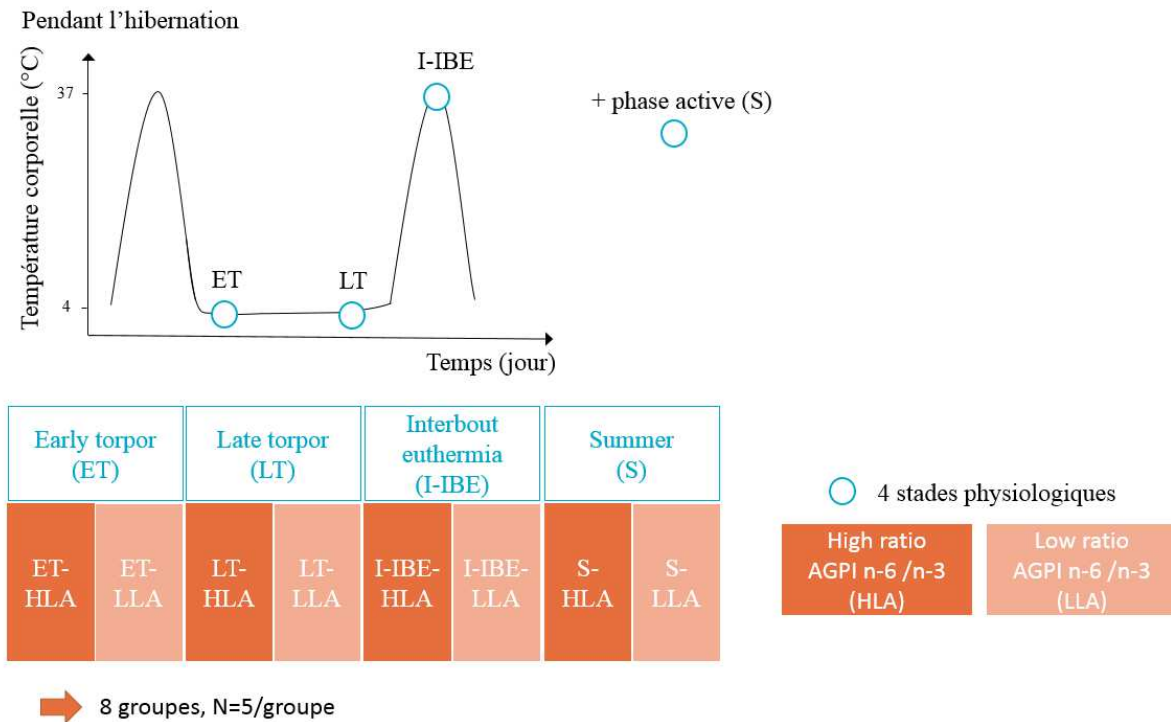 Pendant l’hibernation
Température corporelle (°C)
37
4
I-IBE
ET
LT
Temps (jour)
+ phase active (S)
Early torpor
(ET)
Late torpor
(LT)
Interbout
euthermia
(I-IBE)
Summer
(S)
ET-
HLA
ET-
LLA
LT-
HLA
LT-
LLA
I-IBE-
HLA
I-IBE-
LLA
S-
HLA
S-
LLA
4 stades physiologiques
High ratio
AGPI n-6 /n-3
(HLA)
Low ratio
AGPI n-6 /n-3
(LLA)
8 groupes, N=5/groupe